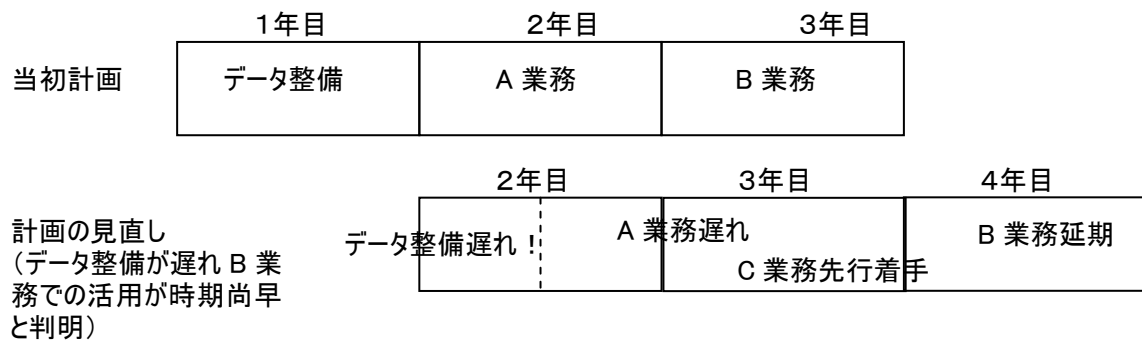 1年目 2年目 3年目
当初計画 データ整備 A 業務 B 業務
2年目 3年目 4年目
計画の見直し
（データ整備が遅れ B 業
務での活用が時期尚早
と判明）
データ整備遅れ！ A 業務遅れ B 業務延期
C 業務先行着手